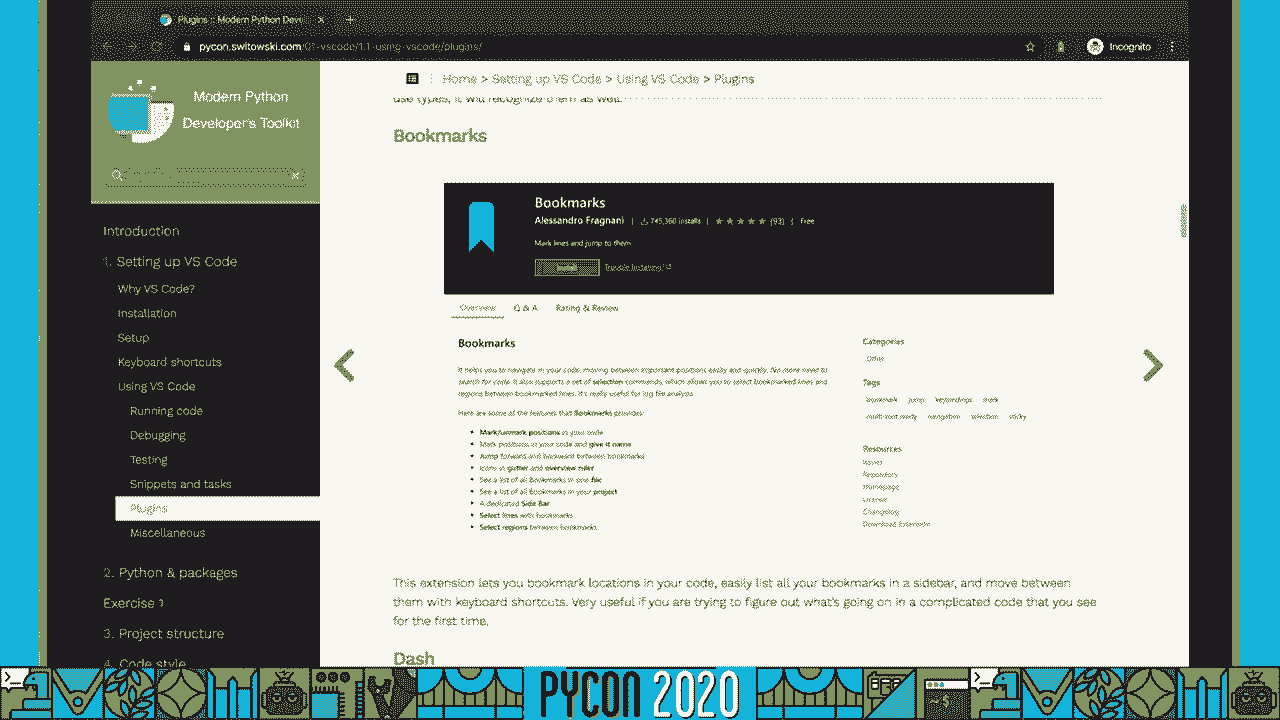 Plugins :: Modern Python Deve
pycon.switowski.com/01-vscode/1.1-using-vscode/plugins/
Incognito
Modern Python
Developer's Toolkit
Introduction
1. Setting up VS Code
Why VS Code?
Installation
Setup
Keyboard shortcuts
Using VS Code
Running code
Debugging
Testing
Snippets and tasks
Plugins
Miscellaneous
2. Python & packages
Exercise 1
3. Project structure
4. Code style
Home > Setting up VS Code > Using VS Code > Plugins
use types, it will recognize them as well.
Bookmarks
Bookmarks
Alessandro Fragnani | 745,360 installs | (93) | Free
Mark lines and jump to them
Install Trouble Installing?
Overview Q & A Rating & Review
Bookmarks
It helps you to navigate in your code, moving between important positions easily and quickly. No more need to
search for code. It also supports a set of selection commands, which allows you to select bookmarked lines and
regions between bookmarked lines. It's really useful for log file analysis.
Here are some of the features that Bookmarks provides:
Mark/unmark positions in your code
Mark positions in your code and give it name
Jump forward and backward between bookmarks
Icons in gutter and overview ruler
See a list of all Bookmarks in one file
See a list of all Bookmarks in your project
A dedicated Side Bar
Select lines with bookmarks
Select regions between bookmarks
Categories
Other
Tags
bookmark jump keybindings mark
multi-root ready navigation selection sticky
Resources
Issues
Repository
Homepage
License
Changelog
Download Extension
This extension lets you bookmark locations in your code, easily list all your bookmarks in a sidebar, and move between
them with keyboard shortcuts. Very useful if you are trying to figure out what's going on in a complicated code that you see
for the first time.
Dash
PYCON 2020